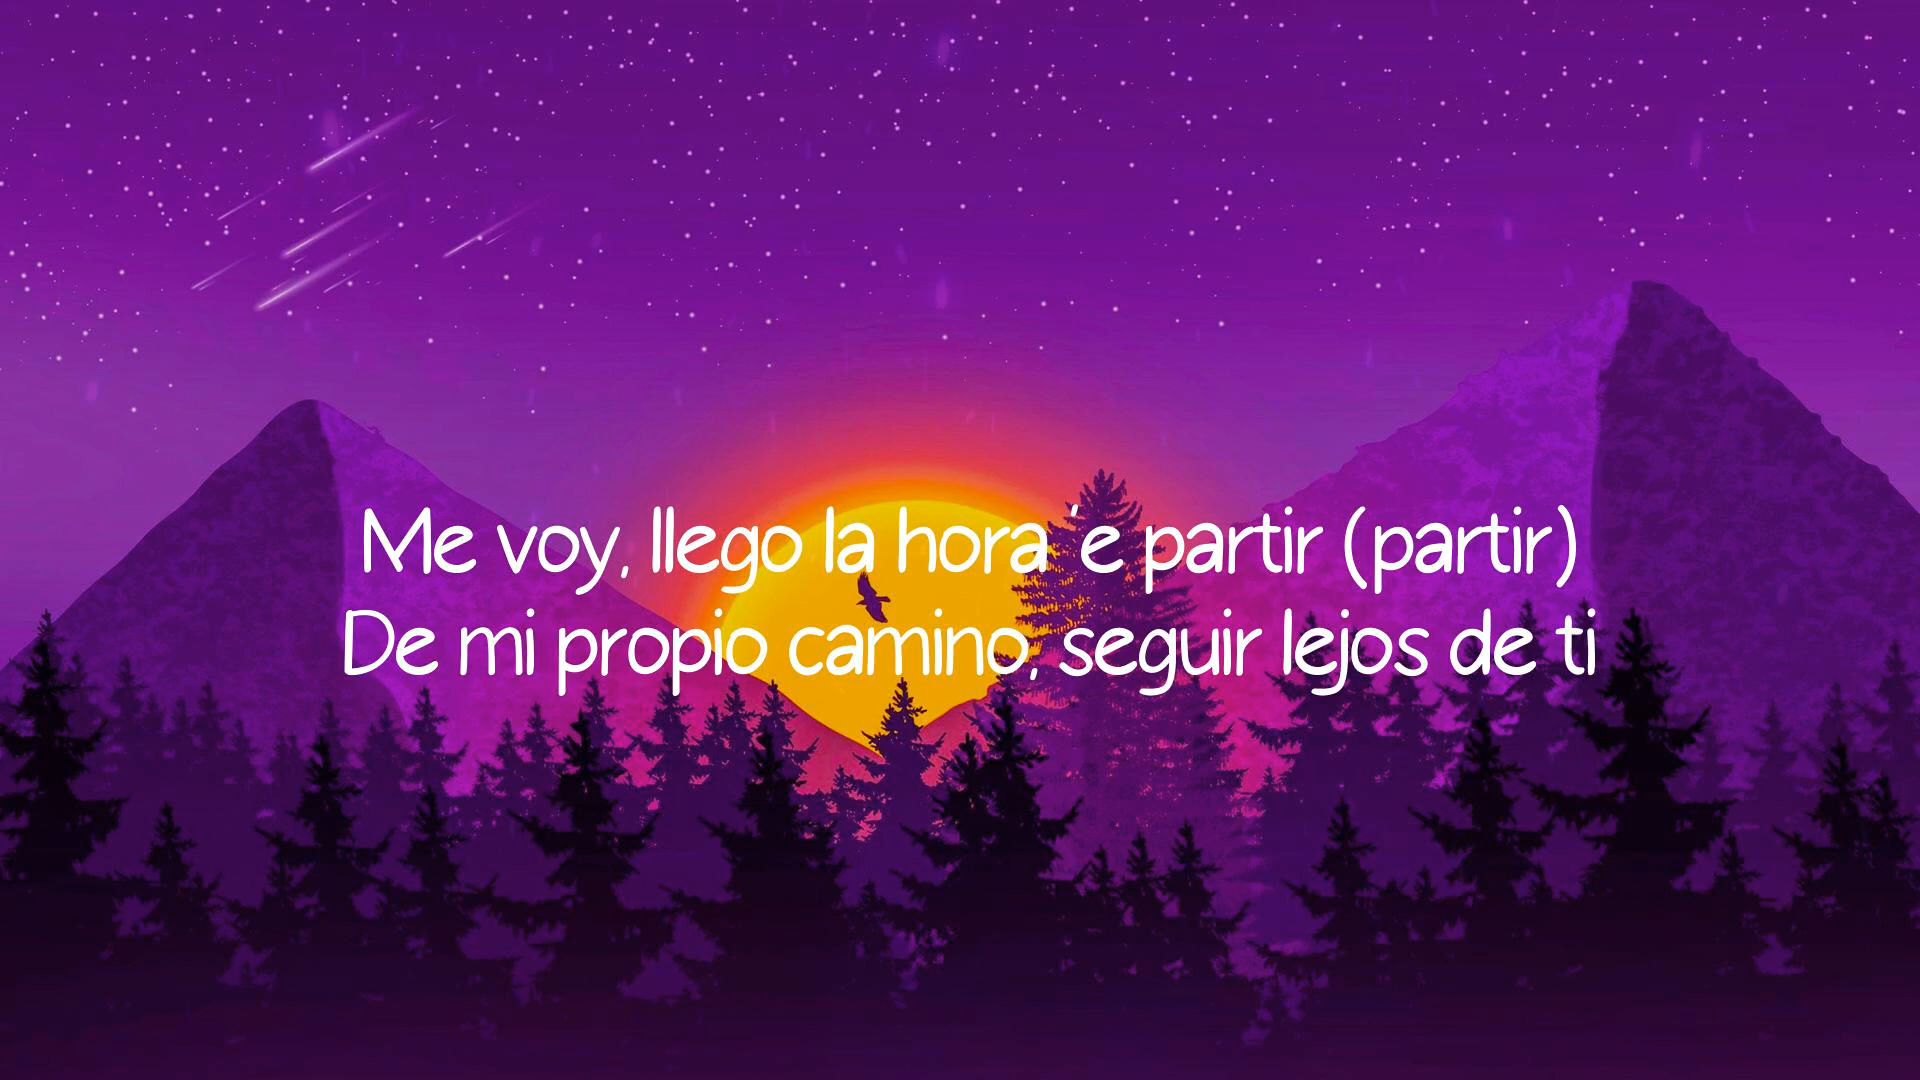 Me voy, llego la hora 'e partir (partir)
De mi propio camino, seguir lejos de ti